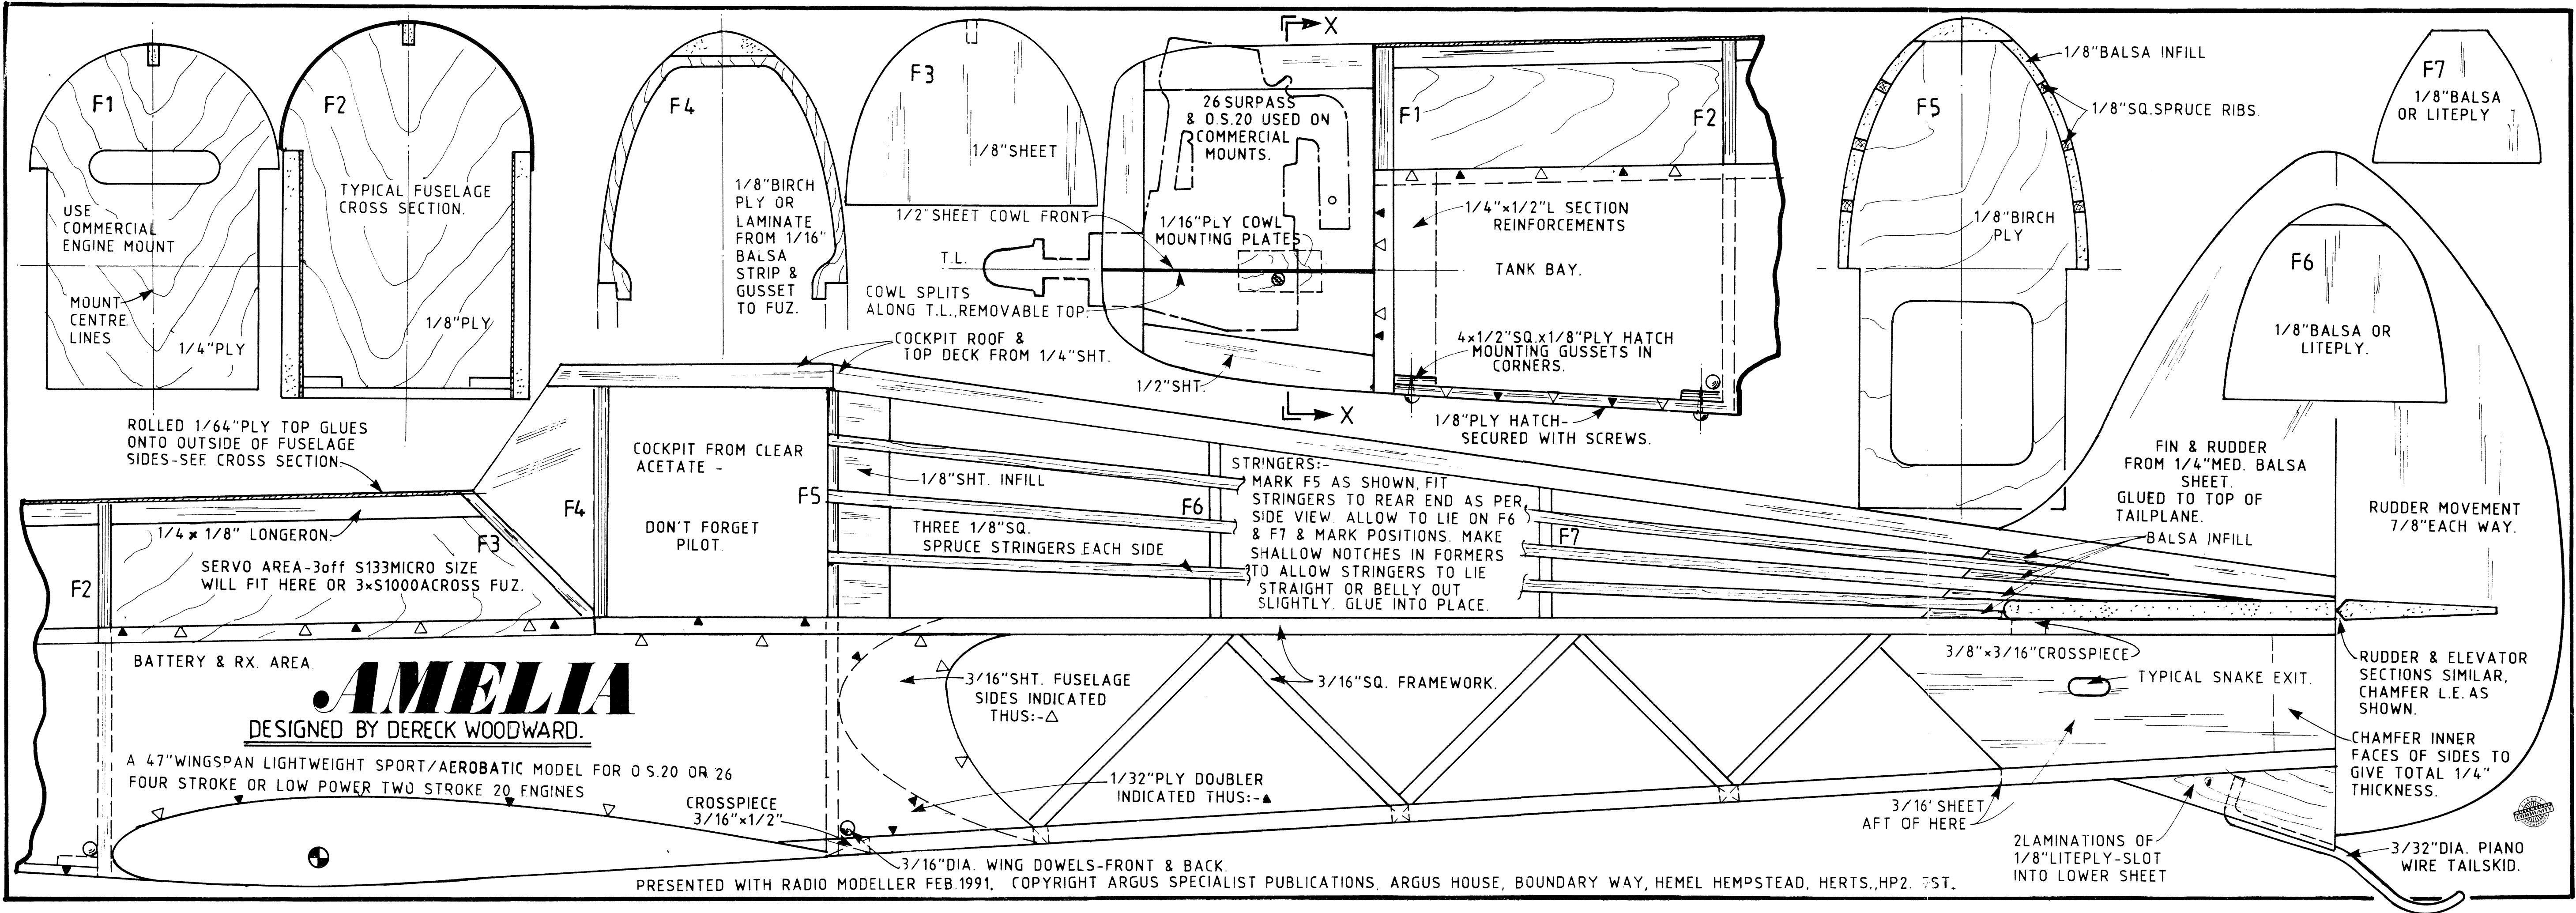 F1
USE
COMMERCIAL
ENGINE MOUNT
MOUNT
CENTRE
LINES
1/4"PLY
F2
TYPICAL FUSELAGE
CROSS SECTION.
1/8"PLY
F4
1/8"BIRCH
PLY OR
LAMINATE
FROM 1/16"
BALSA
STRIP &
GUSSET
TO FUZ.
F3
1/8"SHEET
1/2"SHEET COWL FRONT
T.L.
COWL SPLITS
ALONG T.L.,REMOVABLE TOP.
X
26 SURPASS
& O.S.20 USED ON
COMMERCIAL
MOUNTS.
1/16"PLY COWL
MOUNTING PLATES
1/2"SHT.
X
F1
F2
1/4"x1/2"L SECTION
REINFORCEMENTS
TANK BAY.
4x1/2"SQ.x1/8"PLY HATCH
MOUNTING GUSSETS IN
CORNERS.
1/8"PLY HATCH-
SECURED WITH SCREWS.
F5
1/8"BALSA INFILL
1/8"SQ.SPRUCE RIBS.
1/8"BIRCH
PLY
F7
1/8"BALSA
OR LITEPLY
F6
1/8"BALSA OR
LITEPLY.
COCKPIT ROOF &
TOP DECK FROM 1/4"SHT.
ROLLED 1/64"PLY TOP GLUES
ONTO OUTSIDE OF FUSELAGE
SIDES-SEE CROSS SECTION
1/4 x 1/8" LONGERON
F2
F3
SERVO AREA-3off S133MICRO SIZE
WILL FIT HERE OR 3xS1000ACROSS FUZ.
F4
COCKPIT FROM CLEAR
ACETATE -
DON'T FORGET
PILOT
F5
1/8"SHT. INFILL
THREE 1/8"SQ.
SPRUCE STRINGERS EACH SIDE
F6
STRINGERS:-
MARK F5 AS SHOWN, FIT
STRINGERS TO REAR END AS PER
SIDE VIEW. ALLOW TO LIE ON F6
& F7 & MARK POSITIONS. MAKE
SHALLOW NOTCHES IN FORMERS
TO ALLOW STRINGERS TO LIE
STRAIGHT OR BELLY OUT
SLIGHTLY. GLUE INTO PLACE.
F7
FIN & RUDDER
FROM 1/4"MED. BALSA
SHEET.
GLUED TO TOP OF
TAILPLANE.
RUDDER MOVEMENT
7/8"EACH WAY.
BALSA INFILL
3/8"x3/16"CROSSPIECE
TYPICAL SNAKE EXIT.
RUDDER & ELEVATOR
SECTIONS SIMILAR,
CHAMFER L.E. AS
SHOWN.
CHAMFER INNER
FACES OF SIDES TO
GIVE TOTAL 1/4"
THICKNESS.
BATTERY & RX. AREA.
AMELIA
DESIGNED BY DERECK WOODWARD.
A 47"WINGSPAN LIGHTWEIGHT SPORT/AEROBATIC MODEL FOR O.S.20 OR 26
FOUR STROKE OR LOW POWER TWO STROKE 20 ENGINES
3/16"SHT. FUSELAGE
SIDES INDICATED
THUS:-△
3/16"SQ. FRAMEWORK.
1/32"PLY DOUBLER
INDICATED THUS:-▲
CROSSPIECE
3/16"x1/2"
3/16"DIA. WING DOWELS-FRONT & BACK.
3/16" SHEET
AFT OF HERE
2LAMINATIONS OF
1/8"LITEPLY-SLOT
INTO LOWER SHEET
3/32"DIA. PIANO
WIRE TAILSKID.
PRESENTED WITH RADIO MODELLER FEB.1991. COPYRIGHT ARGUS SPECIALIST PUBLICATIONS, ARGUS HOUSE, BOUNDARY WAY, HEMEL HEMPSTEAD, HERTS.,HP2